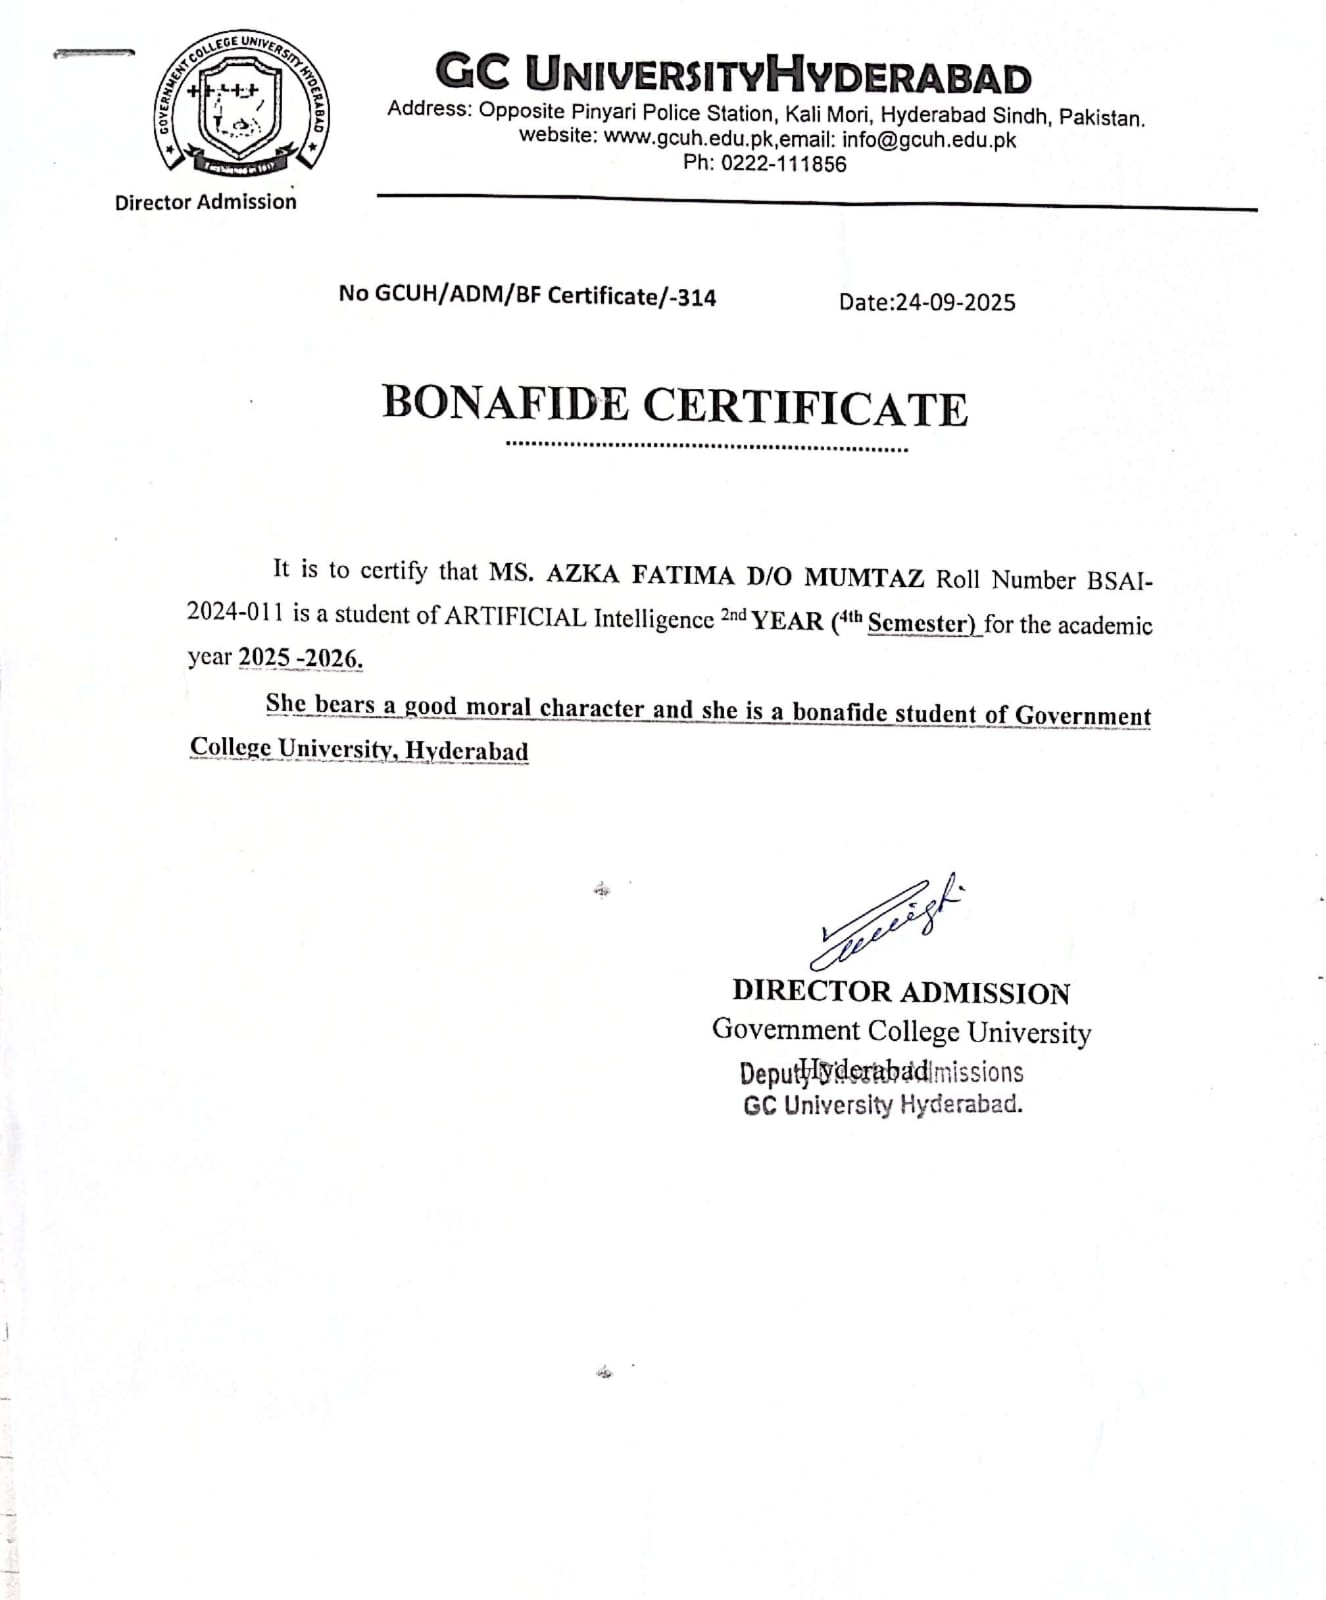 GOVERNMENT COLLEGE UNIVERSITY HYDERABAD
Director Admission
GC UNIVERSITYHYDERABAD
Address: Opposite Pinyari Police Station, Kali Mori, Hyderabad Sindh, Pakistan.
website: www.gcuh.edu.pk,email: info@gcuh.edu.pk
Ph: 0222-111856
No GCUH/ADM/BF Certificate/-314 Date:24-09-2025
BONAFIDE CERTIFICATE
It is to certify that MS. AZKA FATIMA D/O MUMTAZ Roll Number BSAI-
2024-011 is a student of ARTIFICIAL Intelligence 2nd YEAR (4th Semester) for the academic
year 2025 -2026.
She bears a good moral character and she is a bonafide student of Government
College University, Hyderabad
DIRECTOR ADMISSION
Government College University
Hyderabad
Deputy
GC University Hyderabad.